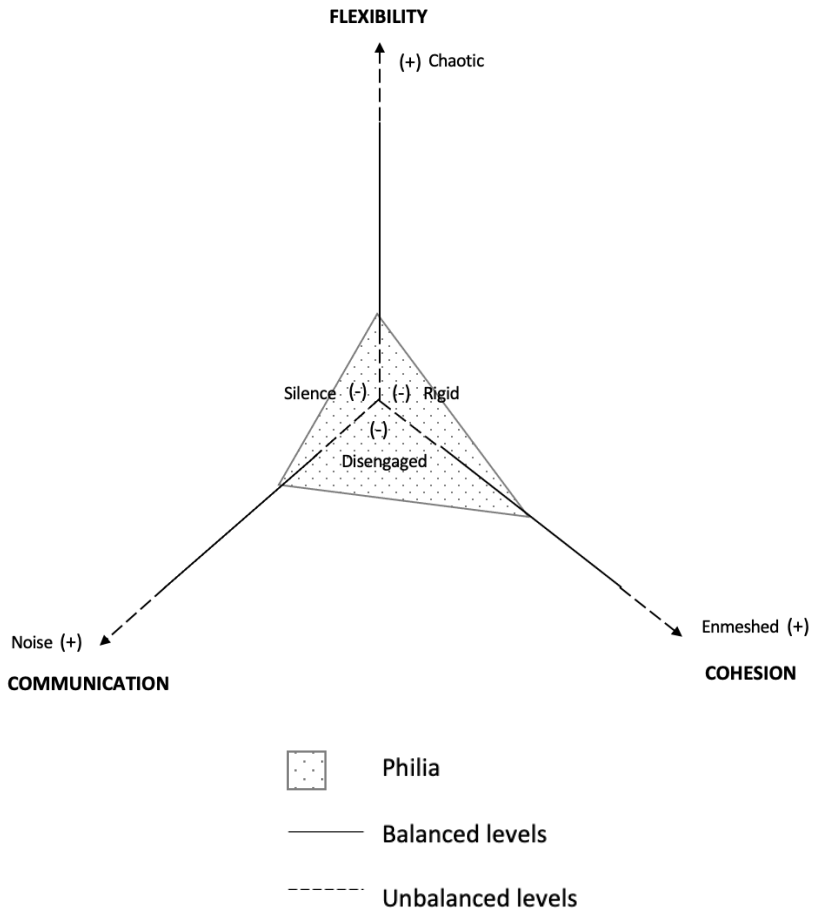 FLEXIBILITY
(+) Chaotic
Silence (-) (-) Rigid
(-)
Disengaged
Noise (+)
Enmeshed (+)
COMMUNICATION
COHESION
Philia
Balanced levels
Unbalanced levels